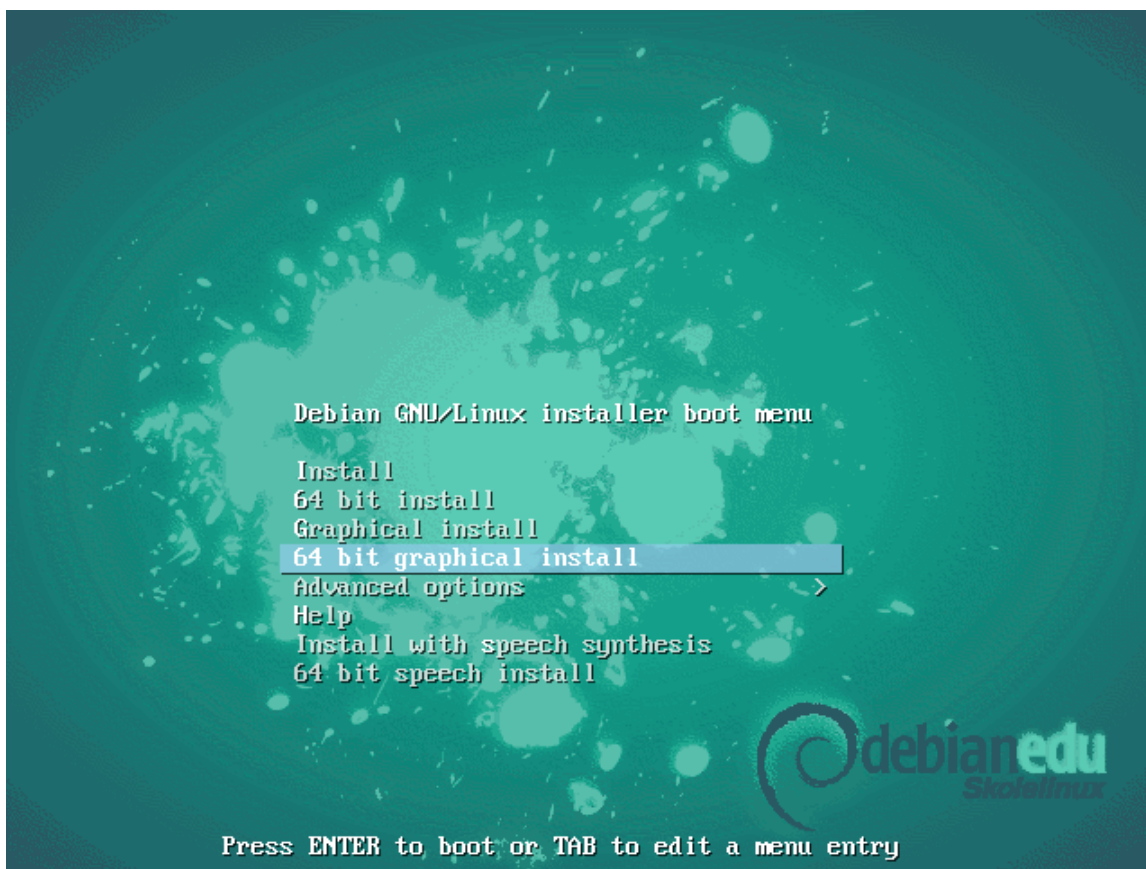 Debian GNU/Linux installer boot menu
Install
64 bit install
Graphical install
64 bit graphical install
Advanced options >
Help
Install with speech synthesis
64 bit speech install
debianedu
Skolelinux
Press ENTER to boot or TAB to edit a menu entry